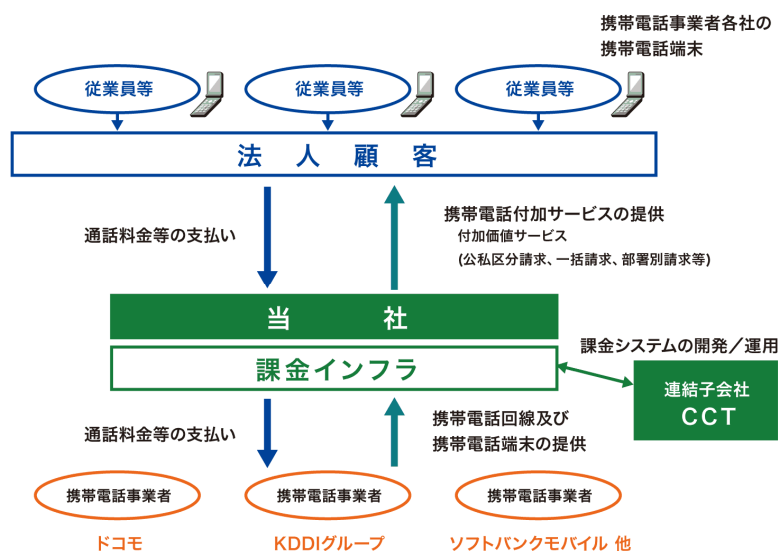 携帯電話事業者各社の
携帯電話端末
従業員等
従業員等
従業員等
法人顧客
通話料金等の支払い
携帯電話付加サービスの提供
付加価値サービス
(公私区分請求、一括請求、部署別請求等)
当社
課金インフラ
課金システムの開発／運用
連結子会社
CCT
通話料金等の支払い
携帯電話回線及び
携帯電話端末の提供
携帯電話事業者
携帯電話事業者
携帯電話事業者
ドコモ
KDDIグループ
ソフトバンクモバイル 他